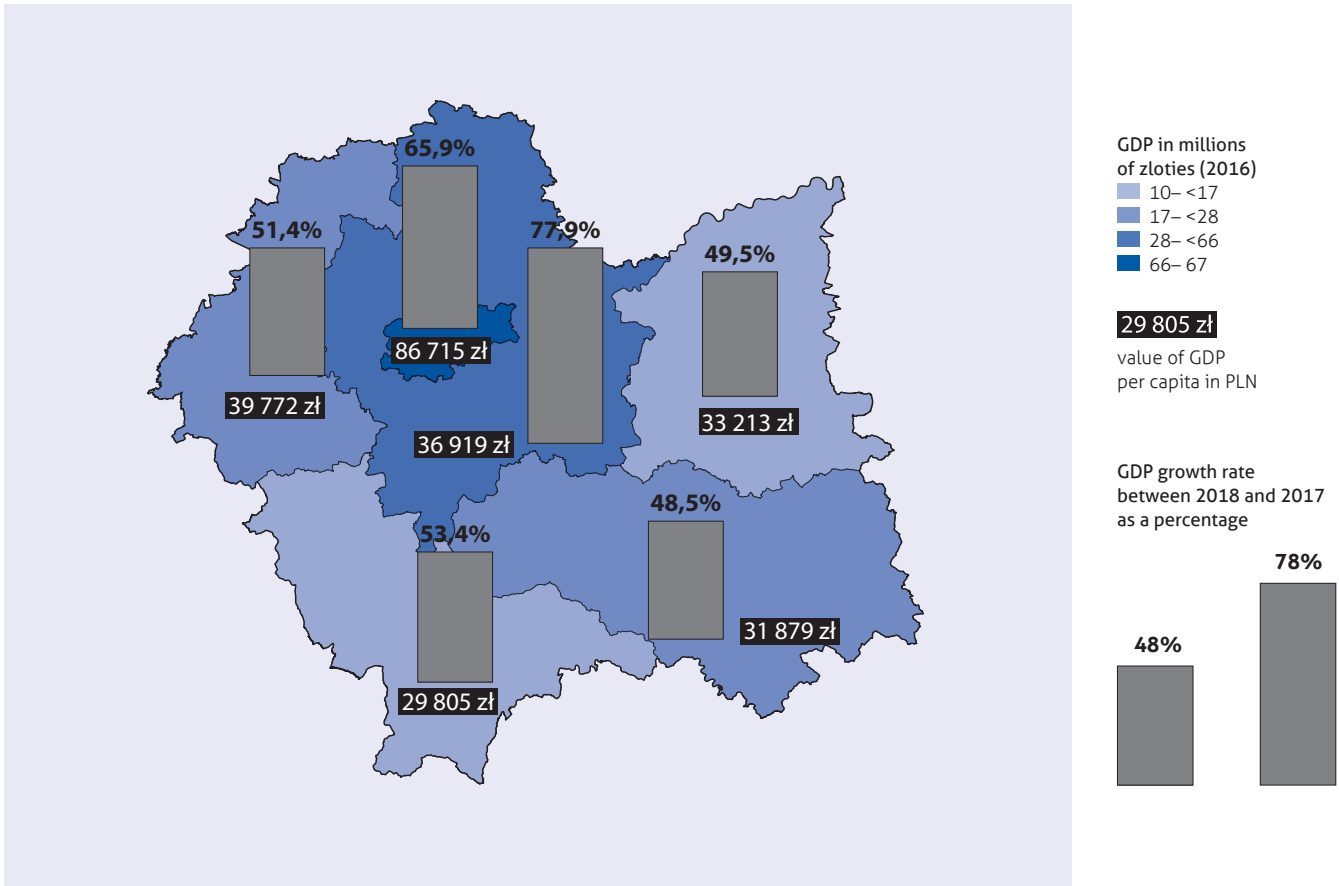 65,9%
51,4%
77,9%
49,5%
86 715 zł
39 772 zł
33 213 zł
36 919 zł
48,5%
53,4%
31 879 zł
29 805 zł
GDP in millions
of zloties (2016)
10– <17
17– <28
28– <66
66– 67
29 805 zł
value of GDP
per capita in PLN
GDP growth rate
between 2018 and 2017
as a percentage
78%
48%